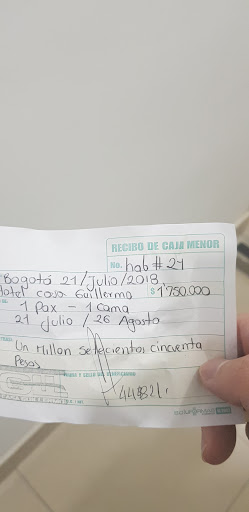 RECIBO DE CAJA MENOR
No. hab # 21
Bogotá 21/Julio/2018
Hotel casa Guillermo $1'750.000
1 Pax - 1 Cama
21 Julio / 26 Agosto
Un Millon Setecientos cincuenta
Pesos